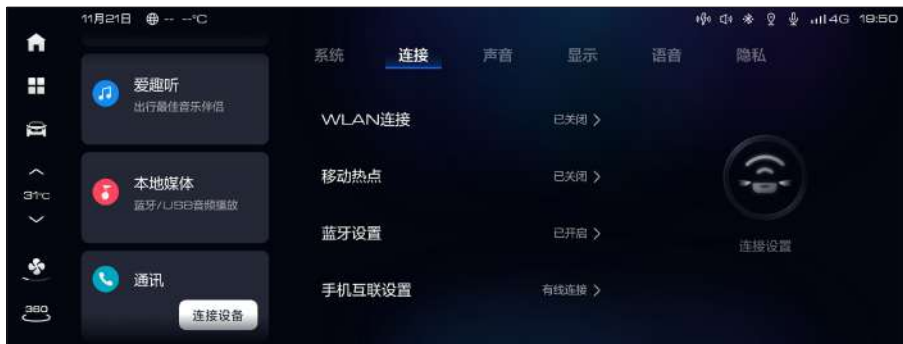 11月21日 -- --°C
4G 19:50
系统 连接 声音 显示 语音 隐私
爱趣听
出行最佳音乐伴侣
WLAN连接 已关闭
移动热点 已关闭
31℃
本地媒体
蓝牙/USB音频播放
蓝牙设置 已开启
连接设置
通讯
连接设备
手机互联设置 有线连接
360